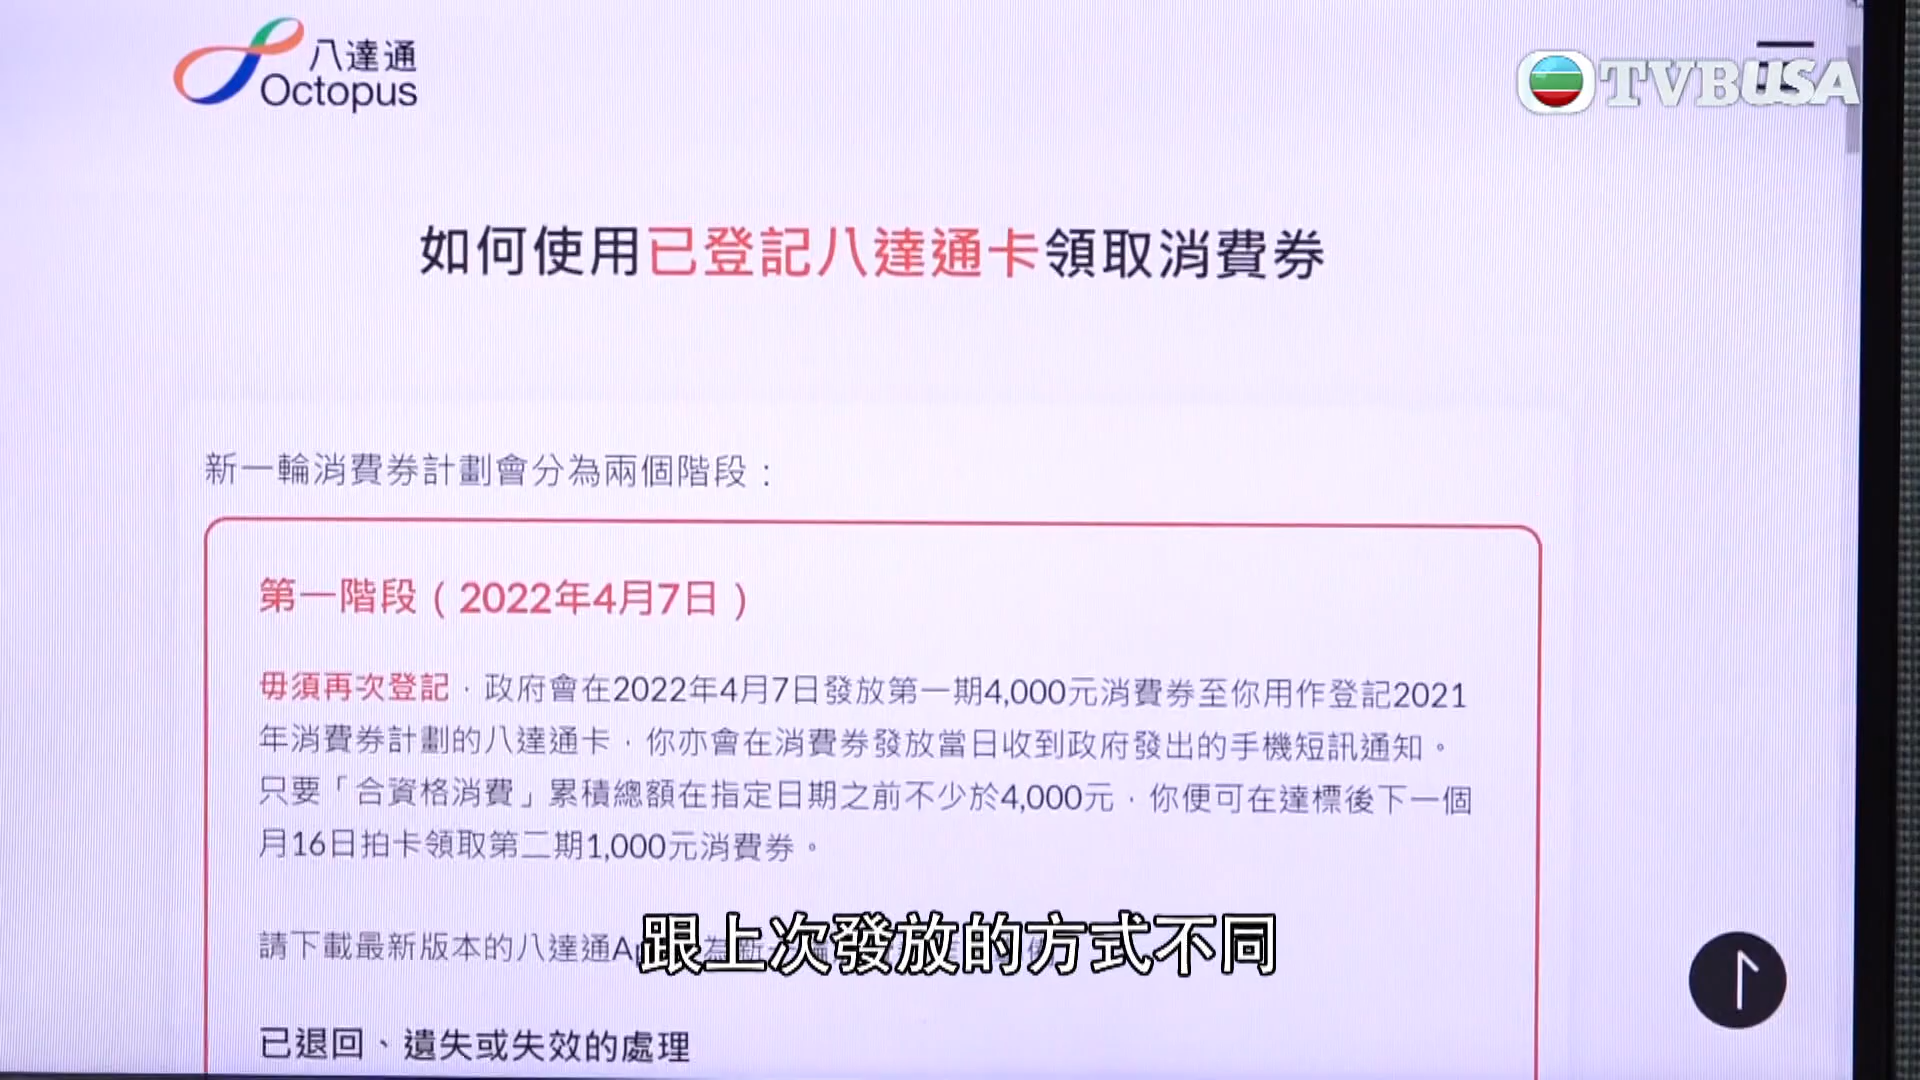 八達通
Octopus
TVBUSA
如何使用已登記八達通卡領取消費券
新一輪消費券計劃會分為兩個階段：
第一階段（2022年4月7日）
毋須再次登記，政府會在2022年4月7日發放第一期4,000元消費券至你用作登記2021
年消費券計劃的八達通卡，你亦會在消費券發放當日收到政府發出的手機短訊通知。
只要「合資格消費」累積總額在指定日期之前不少於4,000元，你便可在達標後下一個
月16日拍卡領取第二期1,000元消費券。
請下載最新版本的八達通A
跟上次發放的方式不同
已退回、遺失或失效的處理